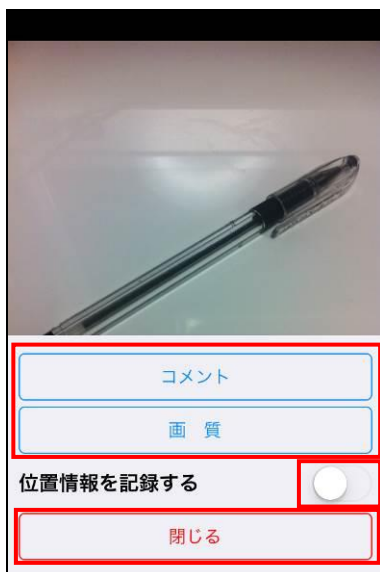 コメント
画　質
位置情報を記録する
閉じる